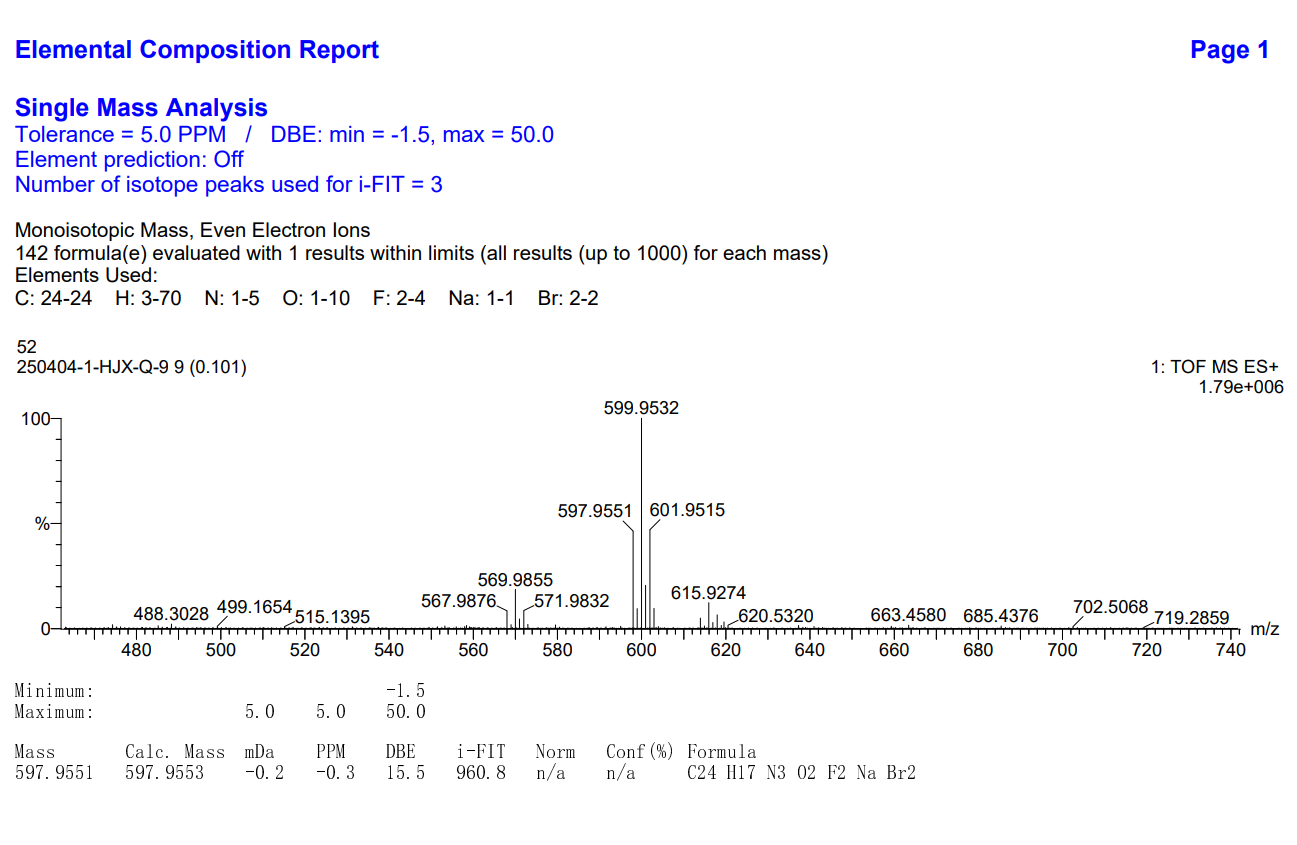 Elemental Composition Report Page 1
Single Mass Analysis
Tolerance = 5.0 PPM / DBE: min = -1.5, max = 50.0
Element prediction: Off
Number of isotope peaks used for i-FIT = 3
Monoisotopic Mass, Even Electron Ions
142 formula(e) evaluated with 1 results within limits (all results (up to 1000) for each mass)
Elements Used:
C: 24-24 H: 3-70 N: 1-5 O: 1-10 F: 2-4 Na: 1-1 Br: 2-2
52
250404-1-HJX-Q-9 9 (0.101) 1: TOF MS ES+
1.79e+006
599.9532
100
597.9551 601.9515
%
569.9855
567.9876 571.9832 615.9274
488.3028 499.1654 515.1395 620.5320 663.4580 685.4376 702.5068 719.2859
0 m/z
480 500 520 540 560 580 600 620 640 660 680 700 720 740
Minimum: -1.5
Maximum: 5.0 5.0 50.0
Mass Calc. Mass mDa PPM DBE i-FIT Norm Conf(%) Formula
597.9551 597.9553 -0.2 -0.3 15.5 960.8 n/a n/a C24 H17 N3 O2 F2 Na Br2